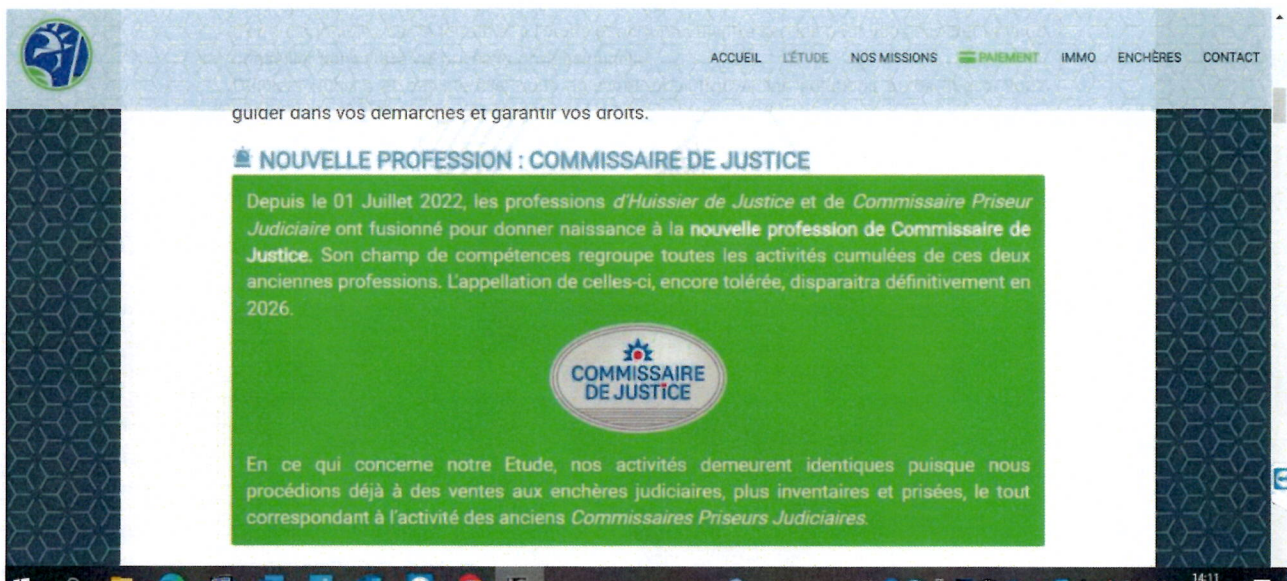 ACCUEIL L'ÉTUDE NOS MISSIONS PAIEMENT IMMO ENCHÈRES CONTACT
guider dans vos démarches et garantir vos droits.
NOUVELLE PROFESSION : COMMISSAIRE DE JUSTICE
Depuis le 01 Juillet 2022, les professions d'Huissier de Justice et de Commissaire Priseur
Judiciaire ont fusionné pour donner naissance à la nouvelle profession de Commissaire de
Justice. Son champ de compétences regroupe toutes les activités cumulées de ces deux
anciennes professions. L'appellation de celles-ci, encore tolérée, disparaitra définitivement en
2026.
COMMISSAIRE
DE JUSTiCE
En ce qui concerne notre Etude, nos activités demeurent identiques puisque nous
procédions déjà à des ventes aux enchères judiciaires, plus inventaires et prisées, le tout
correspondant à l'activité des anciens Commissaires Priseurs Judiciaires.
14:11